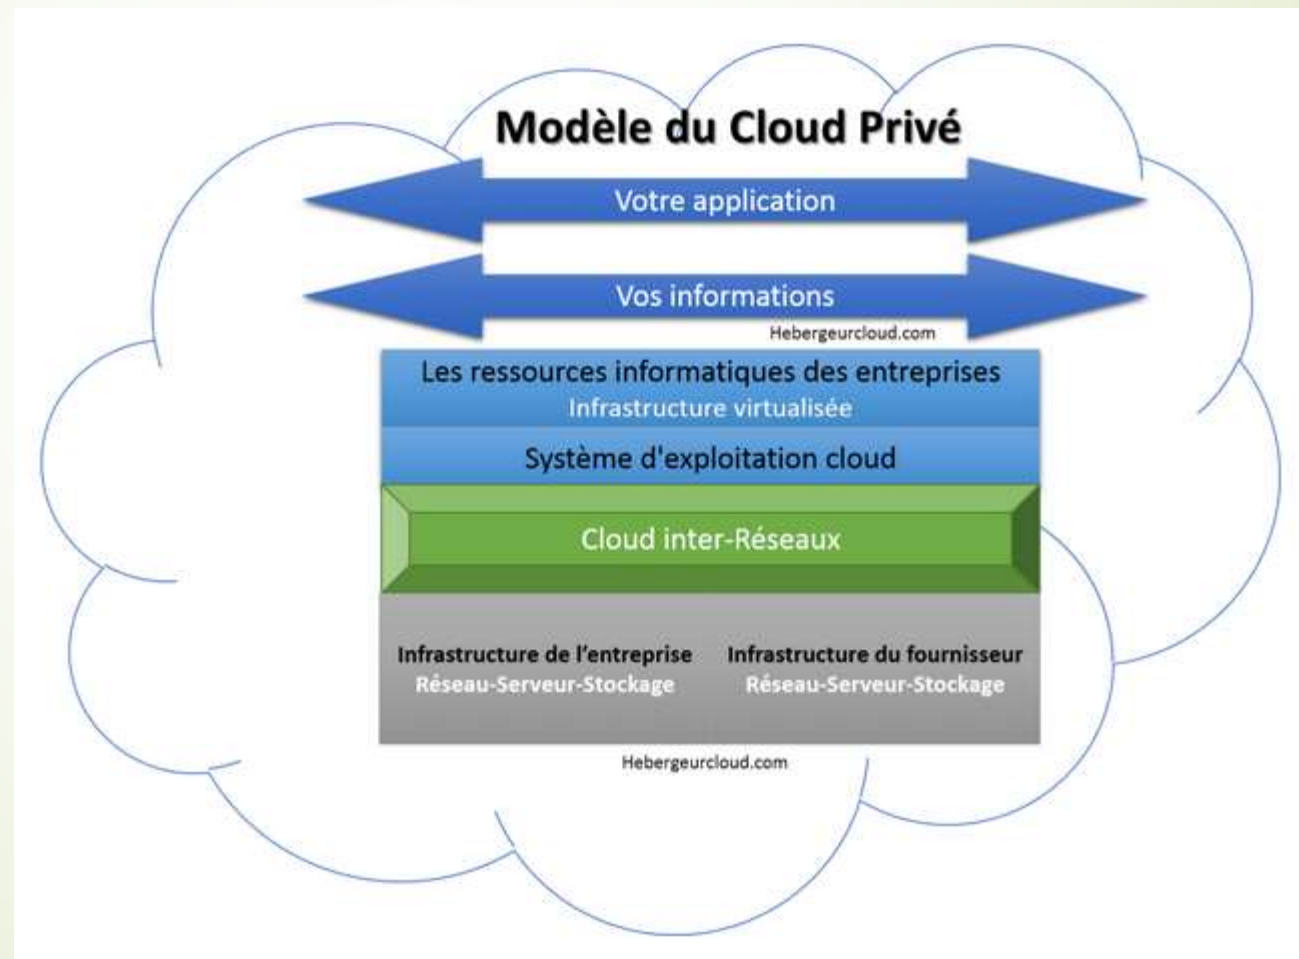 Modèle du Cloud Privé
Votre application
Vos informations
Hebergeurcloud.com
Les ressources informatiques des entreprises
Infrastructure virtualisée
Système d'exploitation cloud
Cloud inter-Réseaux
Infrastructure de l'entreprise Infrastructure du fournisseur
Réseau-Serveur-Stockage Réseau-Serveur-Stockage
Hebergeurcloud.com